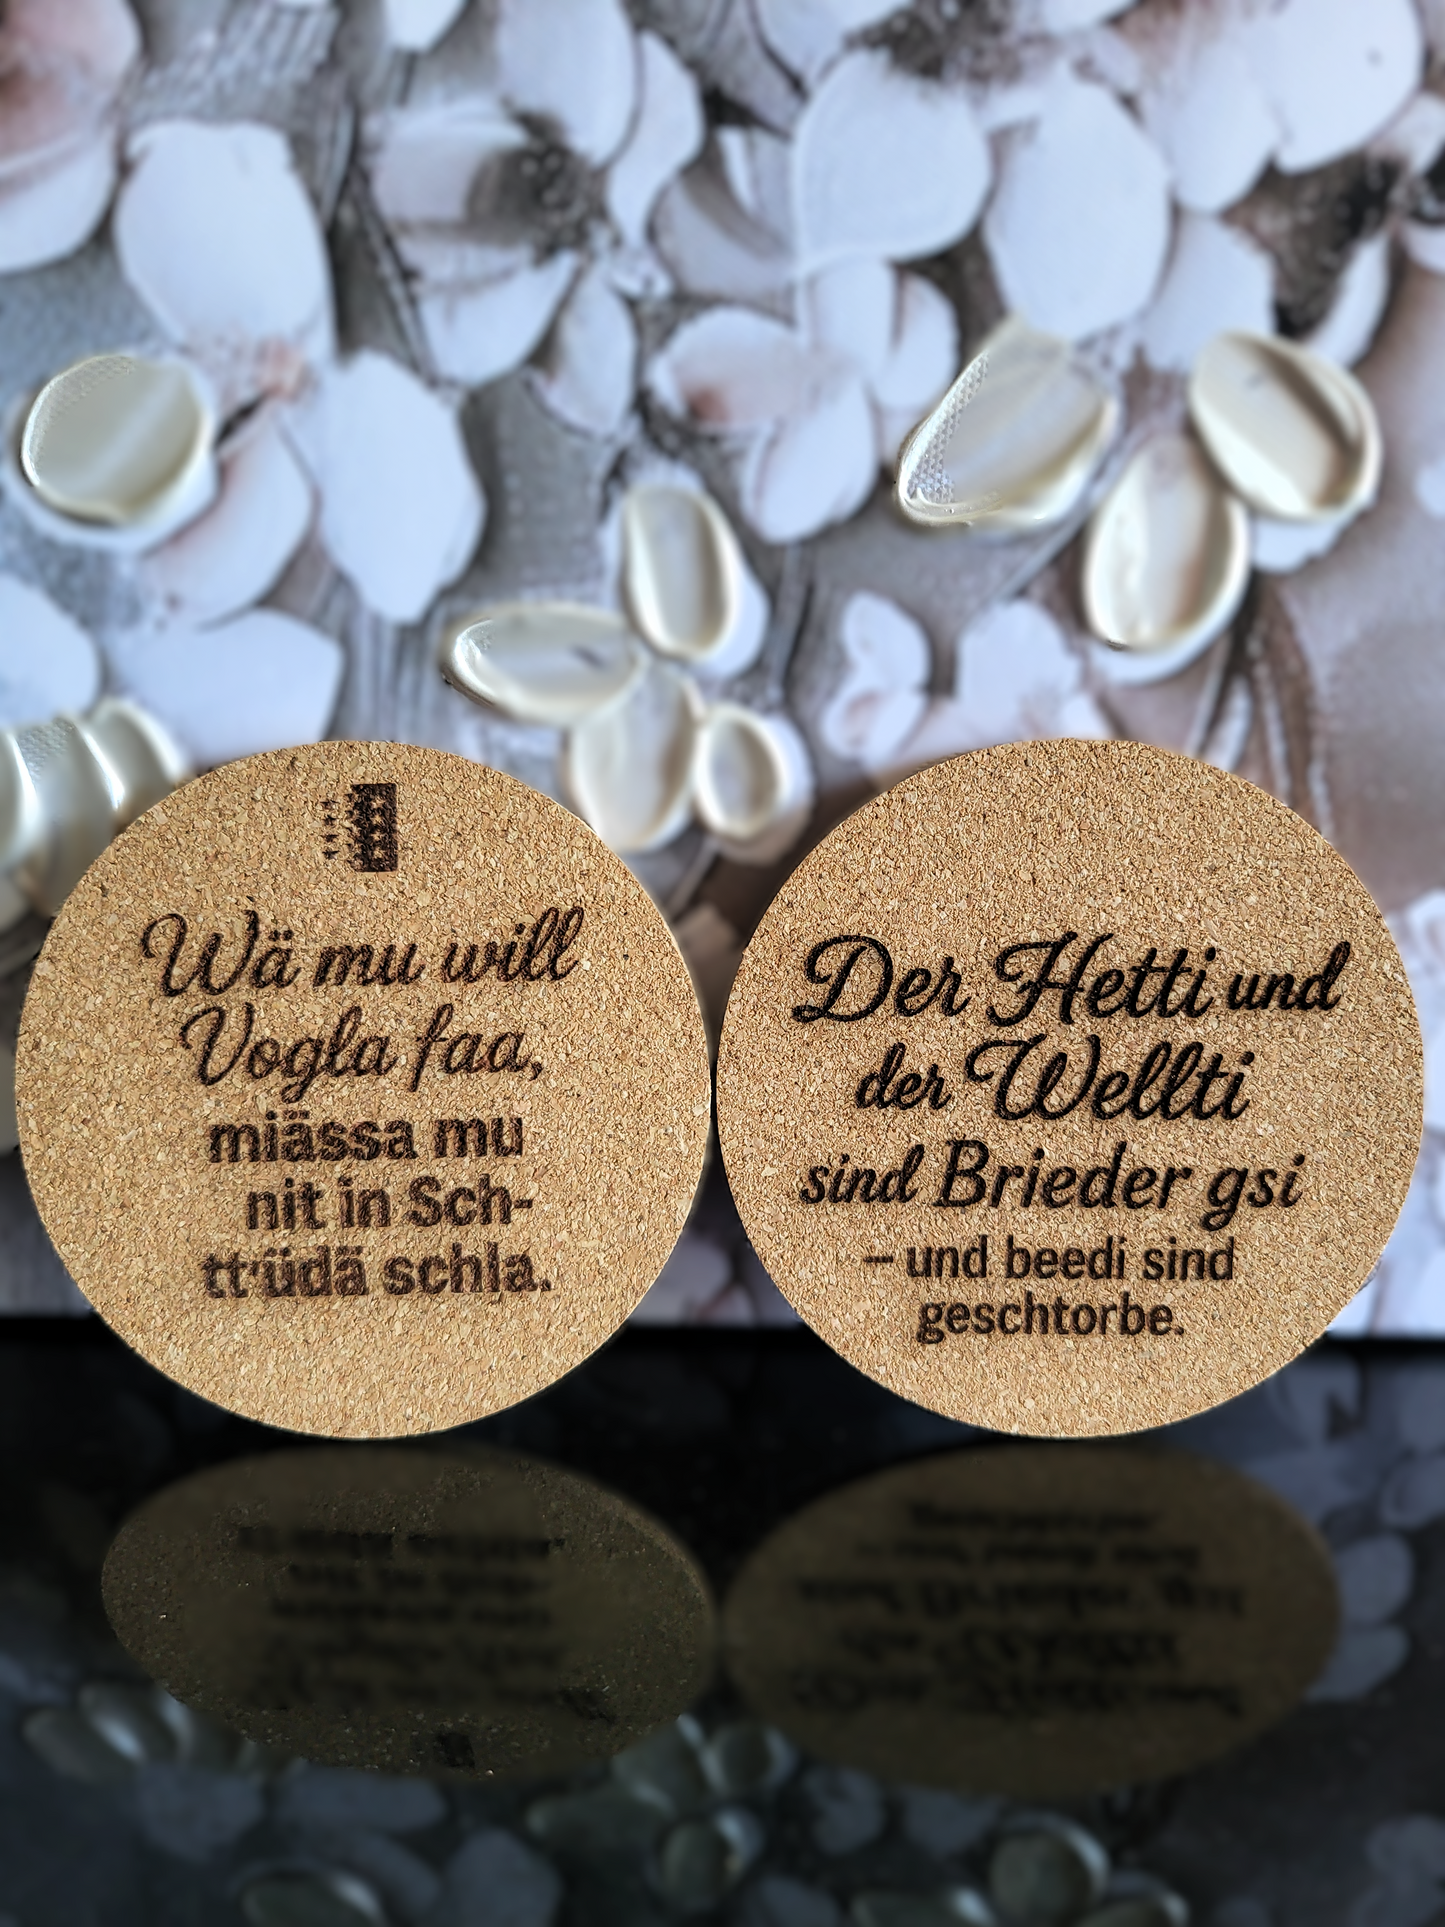 Wä mu will
Vogla faa,
miässa mu
nit in Sch-
tt'üdä schla.
Der Hetti und
der Wellti
sind Brieder gsi
– und beedi sind
geschtorbe.